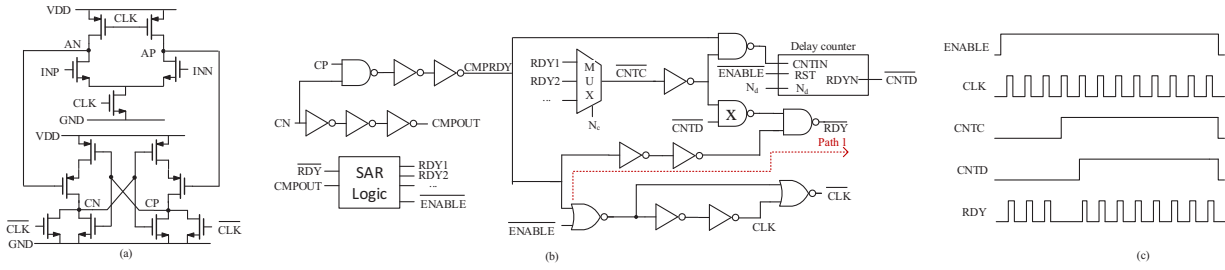 VDD
CLK
AN
AP
INP
INN
CLK
GND
VDD
CN
CP
CLK
CLK
GND
(a)
CP
CMPRDY
CN
CMPOUT
RDY
CMPOUT
SAR
Logic
RDY1
RDY2
...
ENABLE
RDY1
RDY2
...
MUX
Nc
CNTC
Delay counter
CNTIN
ENABLE
RST
RDYN
CNTD
Nd
Nd
X
CNTD
RDY
Path 1
ENABLE
CLK
CLK
(b)
ENABLE
CLK
CNTC
CNTD
RDY
(c)